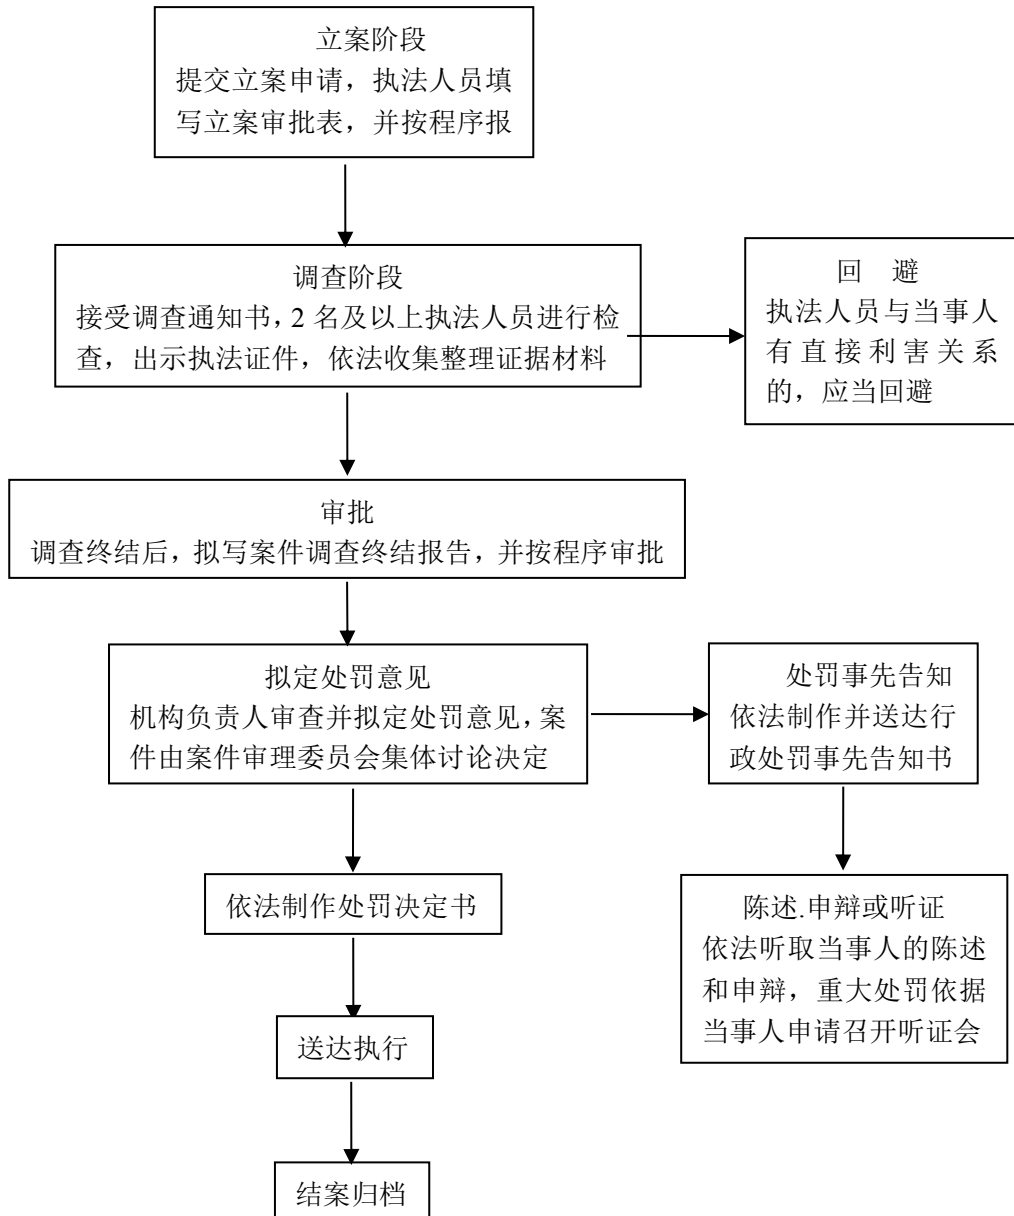 立案阶段
提交立案申请，执法人员填
写立案审批表，并按程序报
调查阶段
接受调查通知书，2 名及以上执法人员进行检
查，出示执法证件，依法收集整理证据材料
回 避
执法人员与当事人
有直接利害关系
的，应当回避
审批
调查终结后，拟写案件调查终结报告，并按程序审批
拟定处罚意见
机构负责人审查并拟定处罚意见，案
件由案件审理委员会集体讨论决定
处罚事先告知
依法制作并送达行
政处罚事先告知书
依法制作处罚决定书
陈述.申辩或听证
依法听取当事人的陈述
和申辩，重大处罚依据
当事人申请召开听证会
送达执行
结案归档